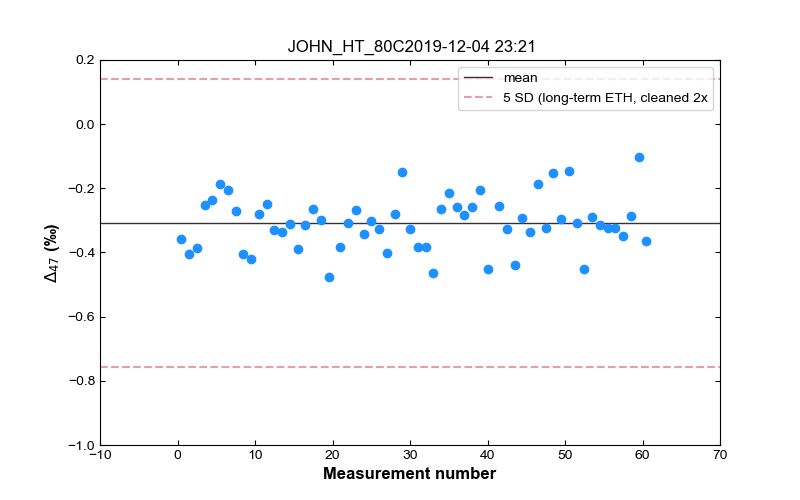 JOHN_HT_80C2019-12-04 23:21
mean
5 SD (long-term ETH, cleaned 2x
0.2
0.0
−0.2
−0.4
−0.6
−0.8
−1.0
Δ47 (‰)
−10 0 10 20 30 40 50 60 70
Measurement number